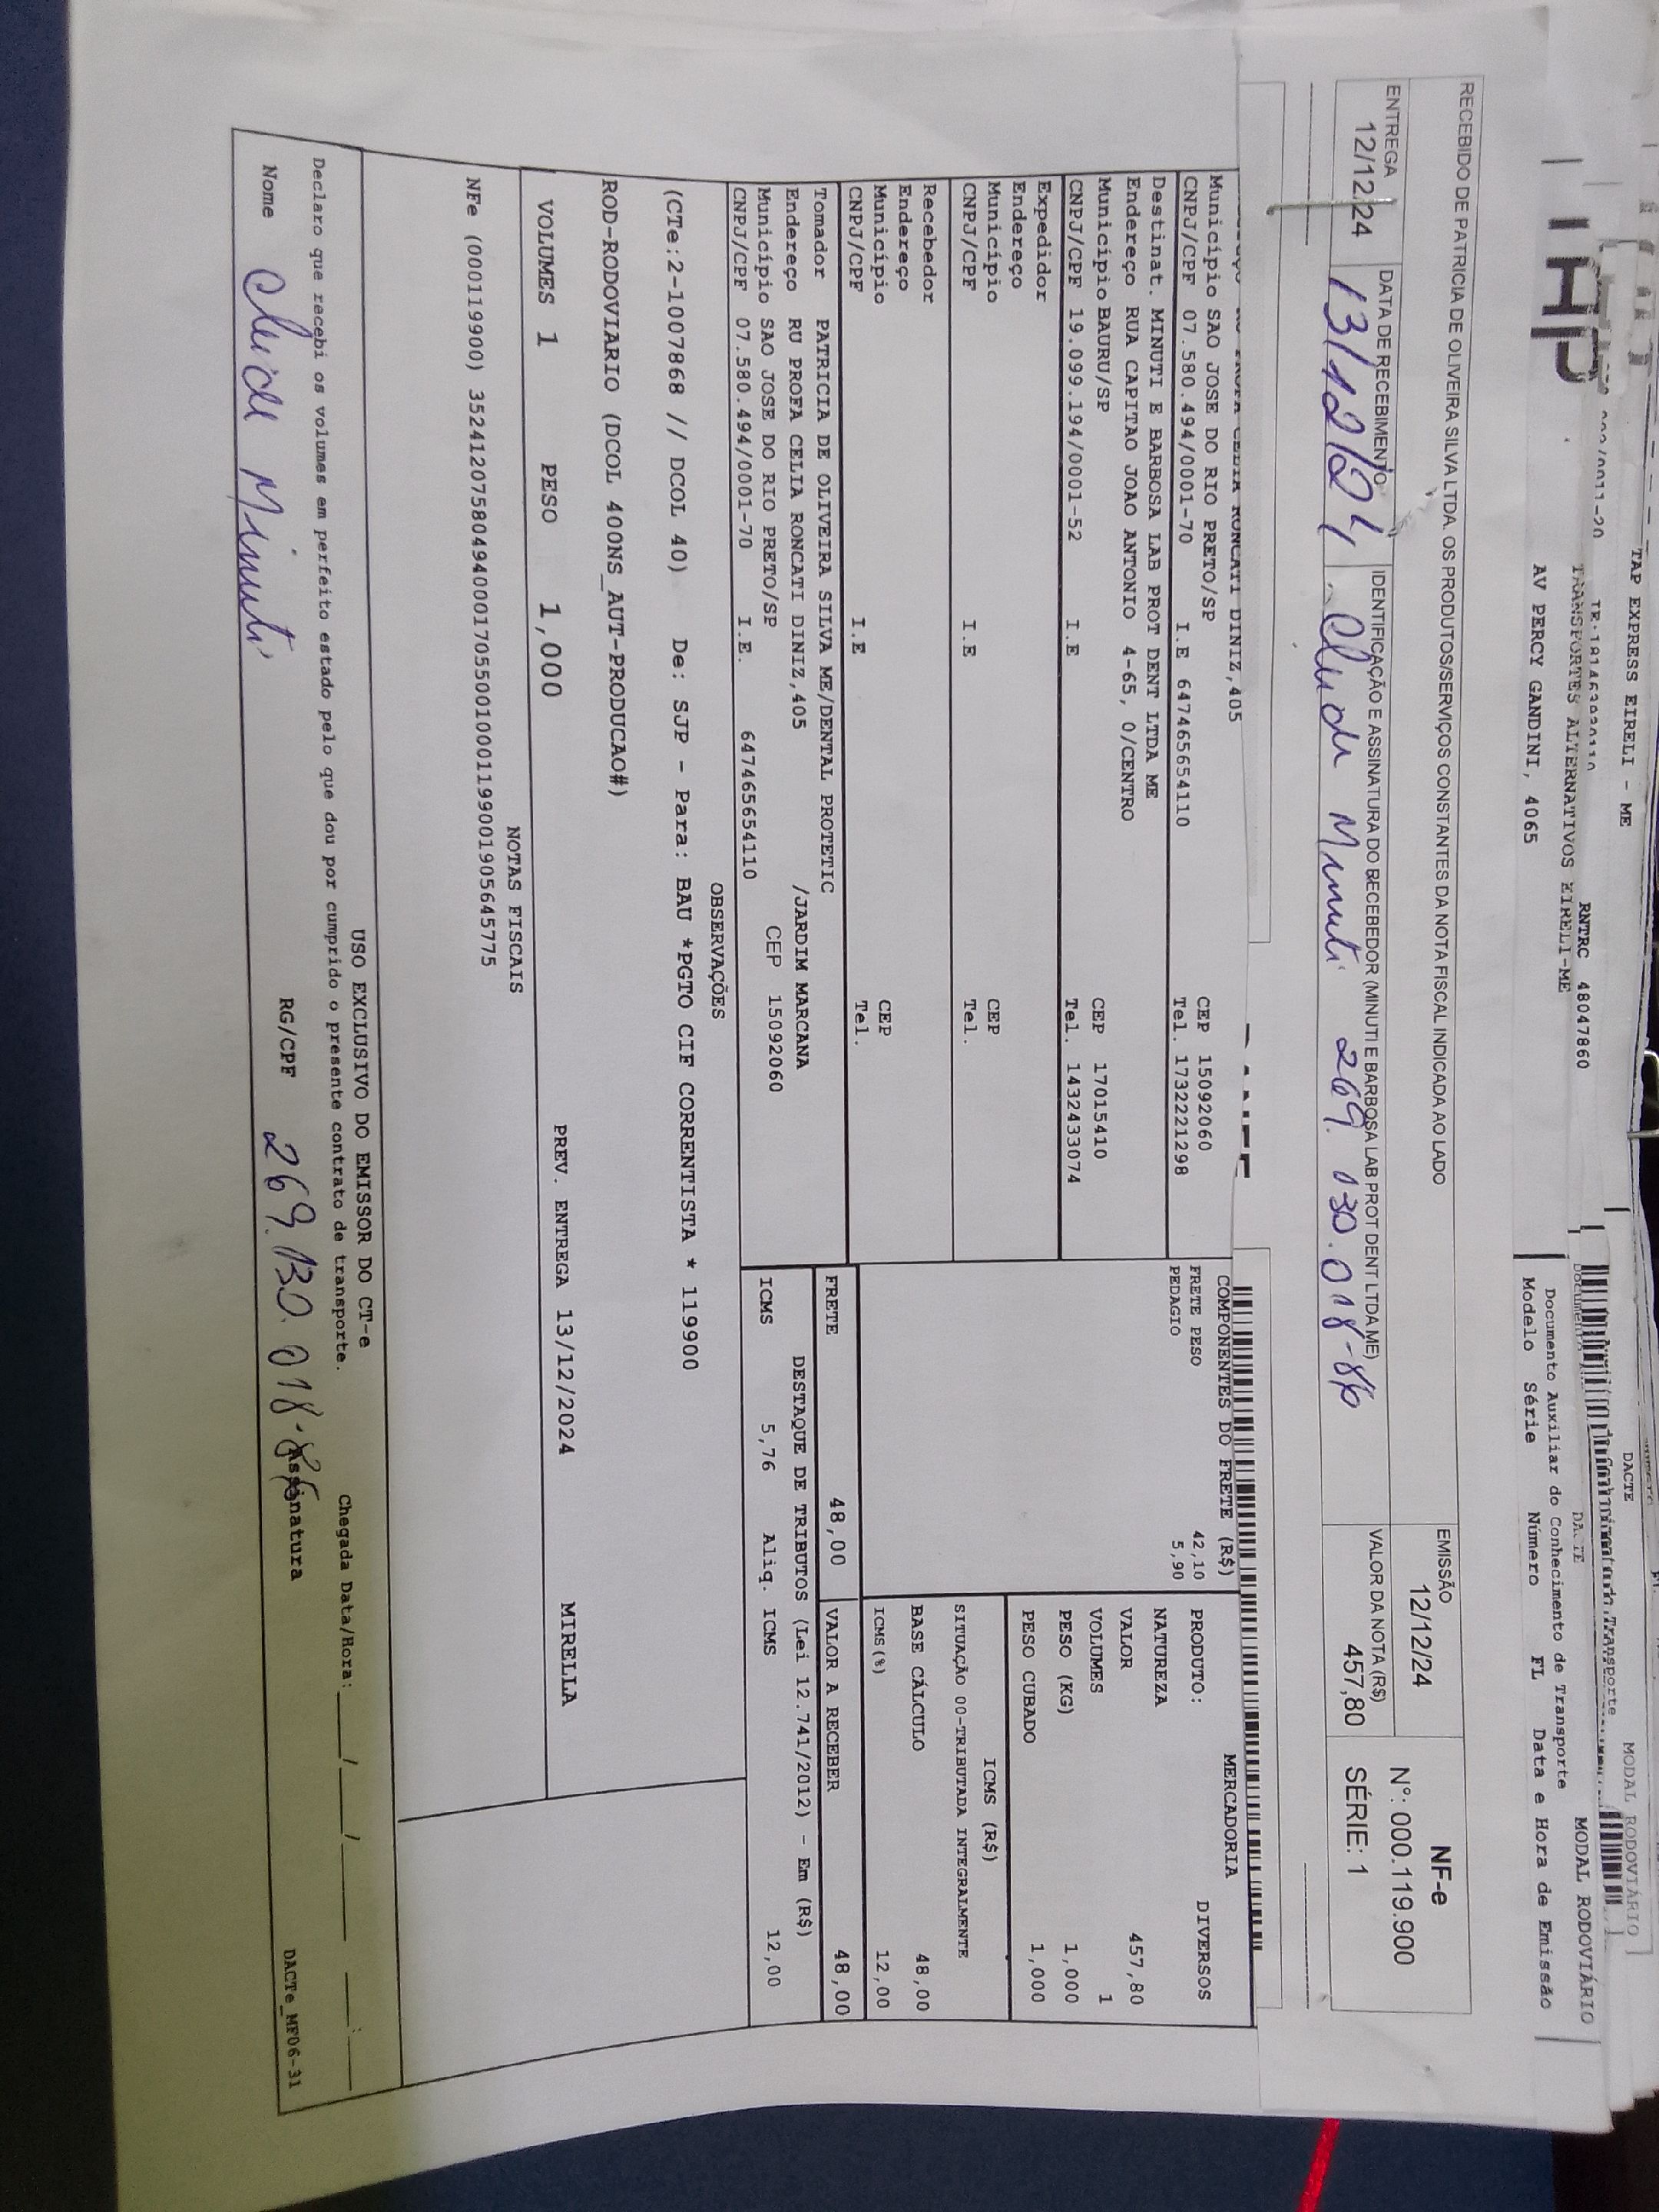 TAP EXPRESS EIRELI - ME
DACTE
MODAL RODOVIÁRIO
RNTRC 48047860
TRANSPORTES ALTERNATIVOS EIRELI-ME
AV PERCY GANDINI, 4065
MODAL RODOVIÁRIO
Documento Auxiliar do Conhecimento de Transporte
Modelo Série Número FL Data e Hora de Emissão
RECEBIDO DE PATRICIA DE OLIVEIRA SILVA LTDA. OS PRODUTOS/SERVIÇOS CONSTANTES DA NOTA FISCAL INDICADA AO LADO
EMISSÃO
12/12/24
NF-e
Nº: 000.119.900
SÉRIE: 1
ENTREGA
12/12/24
DATA DE RECEBIMENTO
13/12/24
IDENTIFICAÇÃO E ASSINATURA DO RECEBEDOR (MINUTI E BARBOSA LAB PROT DENT LTDA ME)
Cleide Minuti 269.130.018-86
VALOR DA NOTA (R$)
457,80
Município SAO JOSE DO RIO PRETO/SP CEP 15092060
CNPJ/CPF 07.580.494/0001-70 I.E 647465654110 Tel. 1732221298
Destinat. MINUTI E BARBOSA LAB PROT DENT LTDA ME
Endereço RUA CAPITAO JOAO ANTONIO 4-65, 0/CENTRO
Município BAURU/SP CEP 17015410
CNPJ/CPF 19.099.194/0001-52 I.E Tel. 1432433074
Expedidor
Endereço
Município CEP
CNPJ/CPF I.E Tel.
Recebedor
Endereço
Município CEP
CNPJ/CPF I.E Tel.
Tomador PATRICIA DE OLIVEIRA SILVA ME/DENTAL PROTETIC
Endereço RU PROFA CELIA RONCATI DINIZ,405 /JARDIM MARCANA
Município SAO JOSE DO RIO PRETO/SP CEP 15092060
CNPJ/CPF 07.580.494/0001-70 I.E. 647465654110
COMPONENTES DO FRETE (R$)
FRETE PESO 42,10
PEDAGIO 5,90
MERCADORIA
PRODUTO: DIVERSOS
NATUREZA
VALOR 457,80
VOLUMES 1
PESO (KG) 1,000
PESO CUBADO 1,000
ICMS (R$)
SITUAÇÃO 00-TRIBUTADA INTEGRALMENTE
BASE CÁLCULO 48,00
ICMS(%) 12,00
FRETE 48,00
VALOR A RECEBER 48,00
DESTAQUE DE TRIBUTOS (Lei 12.741/2012) - Em (R$)
ICMS 5,76 Aliq. ICMS 12,00
OBSERVAÇÕES
(CTe:2-1007868 // DCOL 40) De: SJP - Para: BAU *PGTO CIF CORRENTISTA * 119900
ROD-RODOVIARIO (DCOL 400NS_AUT-PRODUCAO#)
VOLUMES 1 PESO 1,000 PREV. ENTREGA 13/12/2024 MIRELLA
NOTAS FISCAIS
NFe (000119900) 35241207580494000170550010001199001905645775
USO EXCLUSIVO DO EMISSOR DO CT-e
Declaro que recebi os volumes em perfeito estado pelo que dou por cumprido o presente contrato de transporte. Chegada Data/Hora: ____/____/____ ___:___
Nome Cleide Minuti RG/CPF 269.130.018-86 Assinatura DACTe_MF06-31